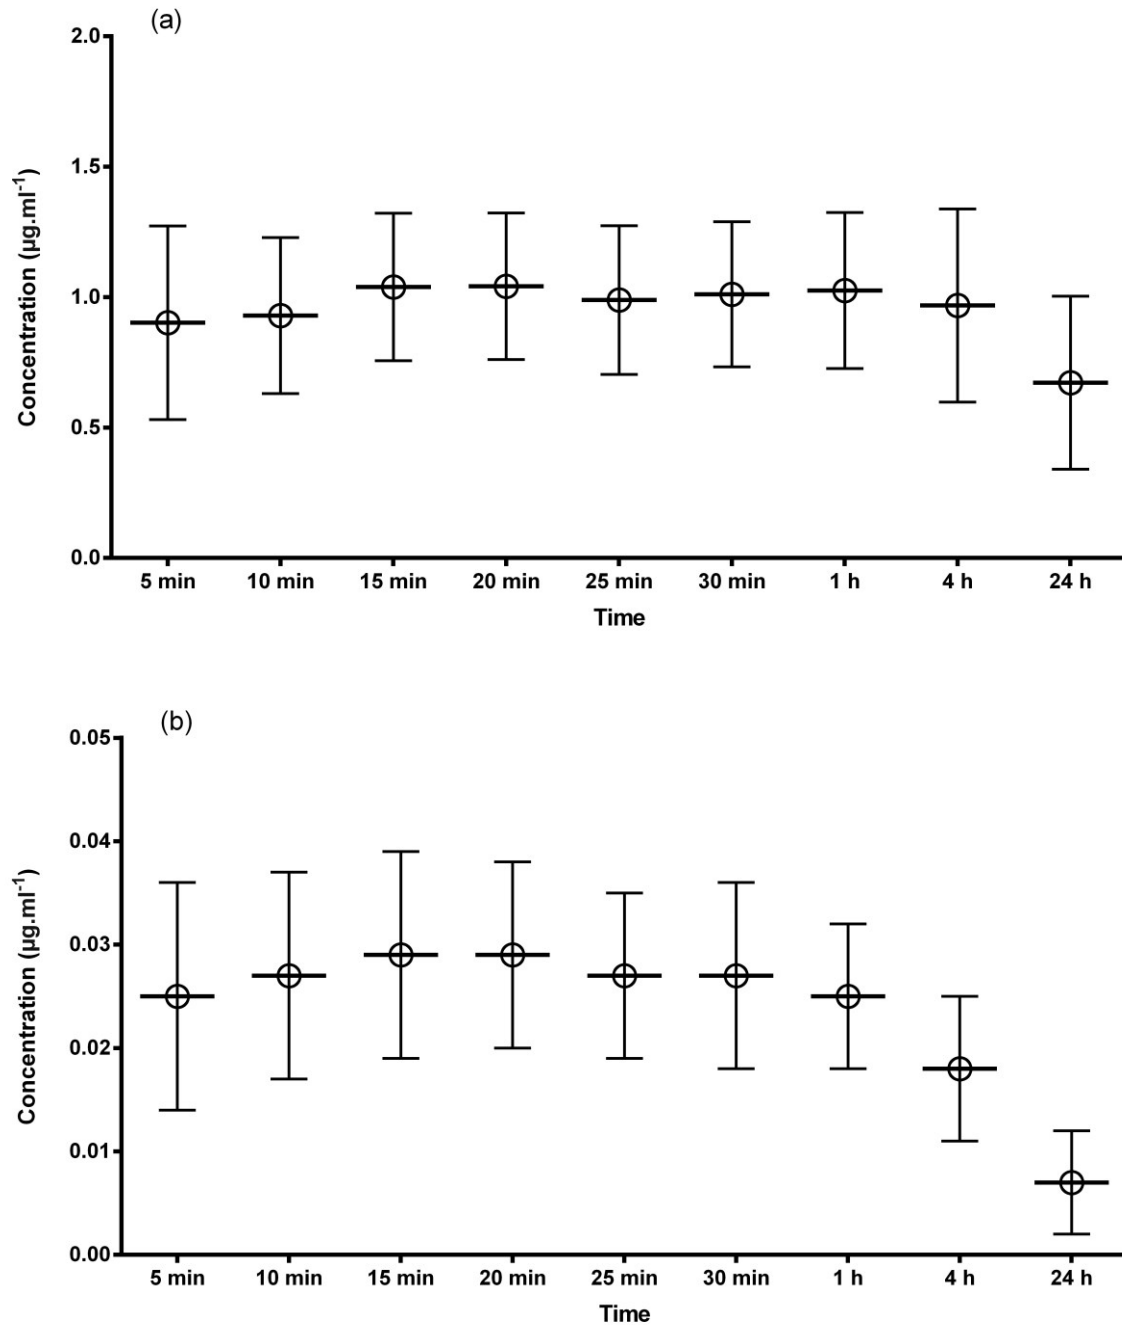 (a)
2.0
1.5
1.0
0.5
0.0
Concentration (µg.ml⁻¹)
5 min 10 min 15 min 20 min 25 min 30 min 1 h 4 h 24 h
Time
(b)
0.05
0.04
0.03
0.02
0.01
0.00
Concentration (µg.ml⁻¹)
5 min 10 min 15 min 20 min 25 min 30 min 1 h 4 h 24 h
Time